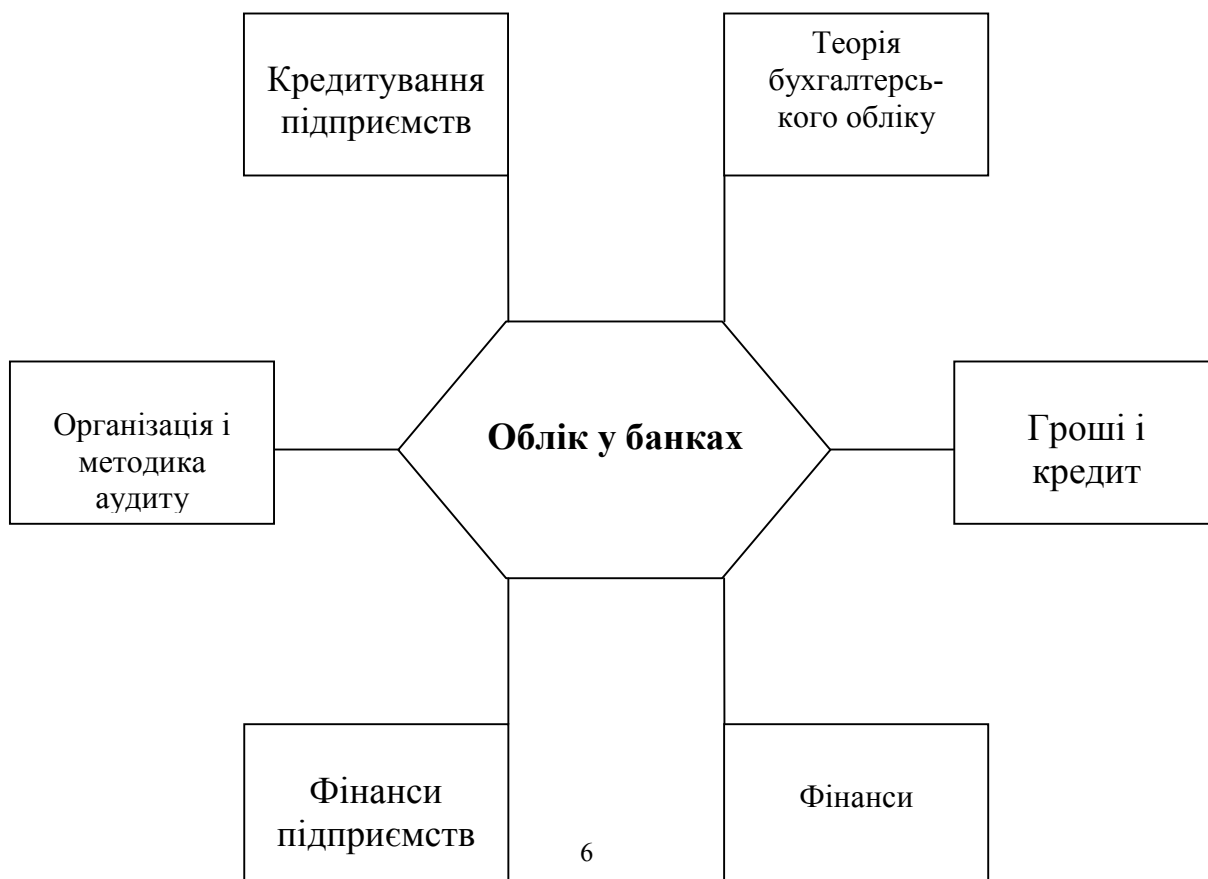 Кредитування
підприємств
Теорія
бухгалтерсь-
кого обліку
Організація і
методика
аудиту
Облік у банках
Гроші і
кредит
Фінанси
підприємств
Фінанси
6